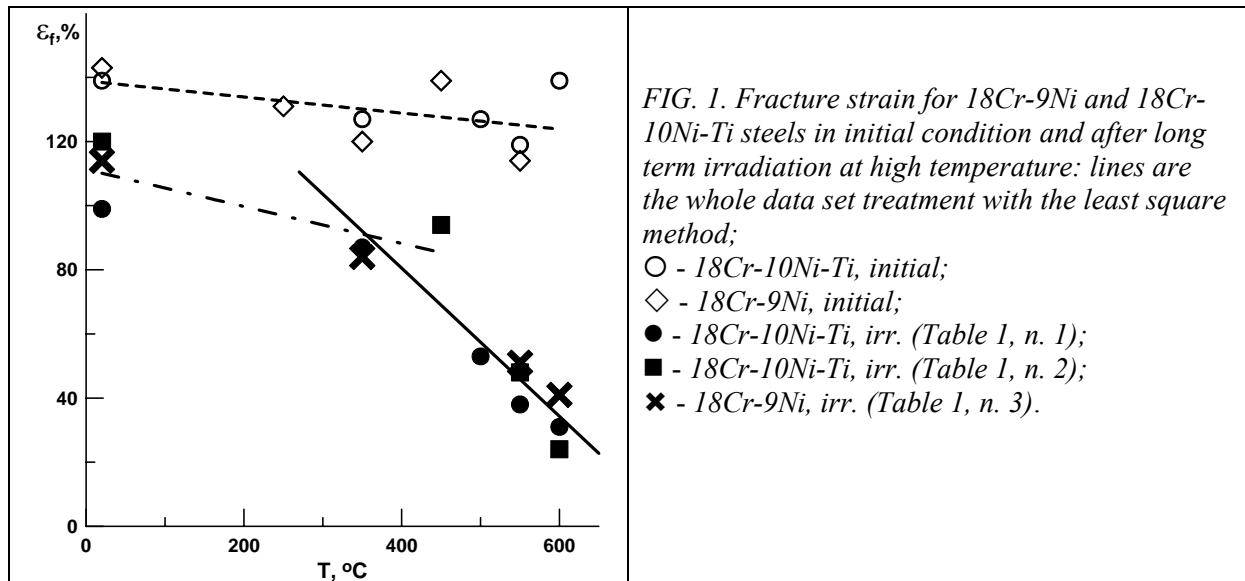 εf,%
120
80
40
0
0
200
400
600
T, °C
FIG. 1. Fracture strain for 18Cr-9Ni and 18Cr-
10Ni-Ti steels in initial condition and after long
term irradiation at high temperature: lines are
the whole data set treatment with the least square
method;
○ - 18Cr-10Ni-Ti, initial;
◇ - 18Cr-9Ni, initial;
● - 18Cr-10Ni-Ti, irr. (Table 1, n. 1);
■ - 18Cr-10Ni-Ti, irr. (Table 1, n. 2);
✖ - 18Cr-9Ni, irr. (Table 1, n. 3).